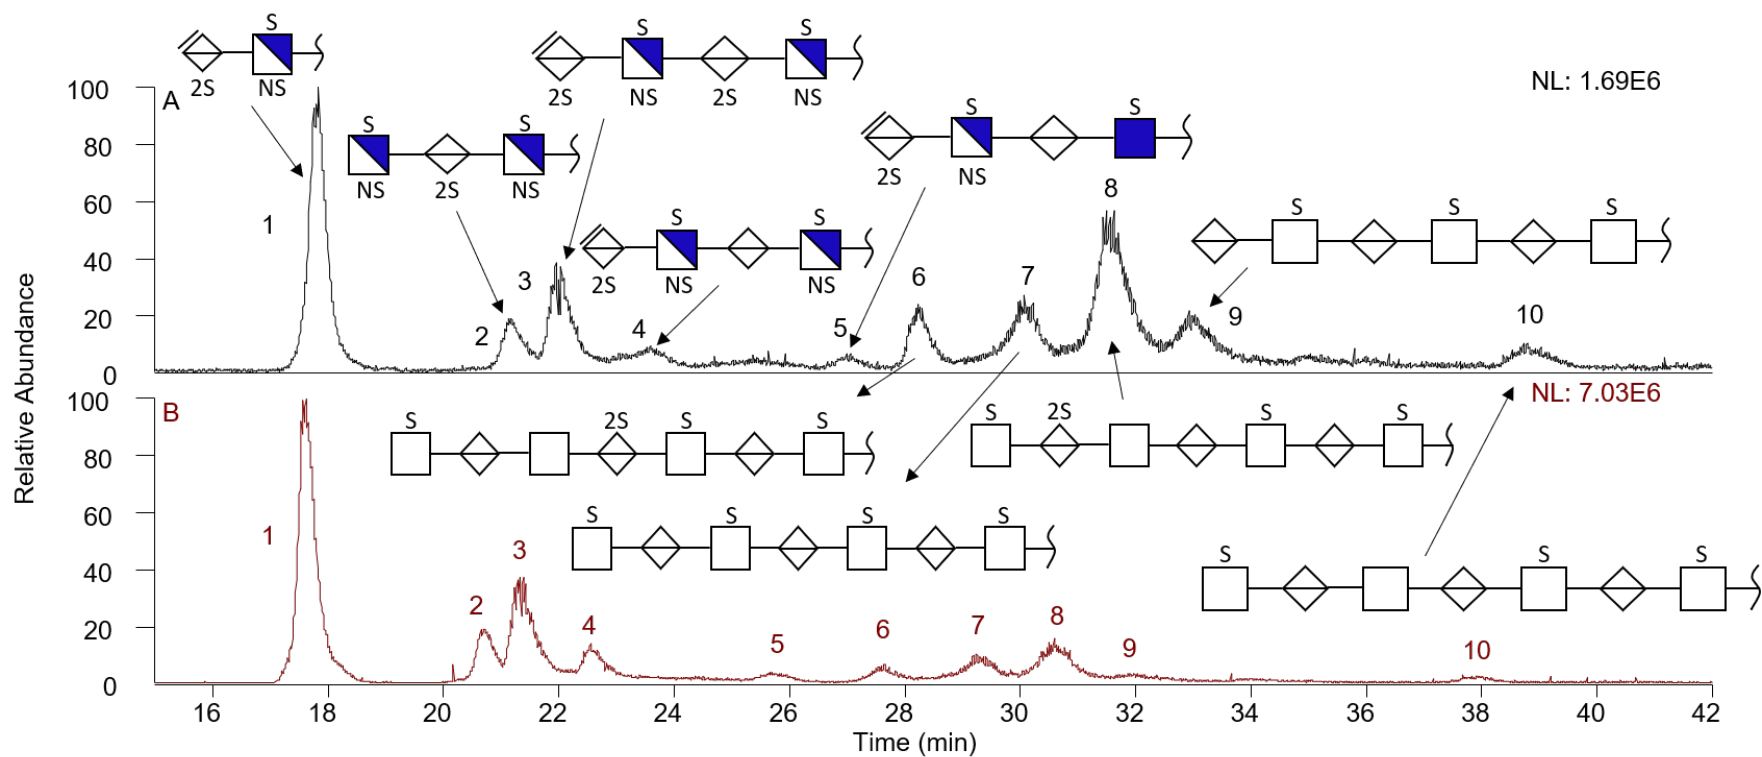 S
2S
NS
S
S
2S
NS
2S
NS
NL: 1.69E6
100
A
S
S
NS
2S
NS
S
S
2S
NS
80
8
60
1
S
S
2S
NS
NS
S
S
S
40
3
6
7
20
2
4
5
9
10
0
Relative Abundance
NL: 7.03E6
100
B
S
2S
S
S
S
2S
S
S
80
60
1
S
S
S
S
3
40
2
4
S
S
S
20
5
6
7
8
9
10
0
16
18
20
22
24
26
28
30
32
34
36
38
40
42
Time (min)